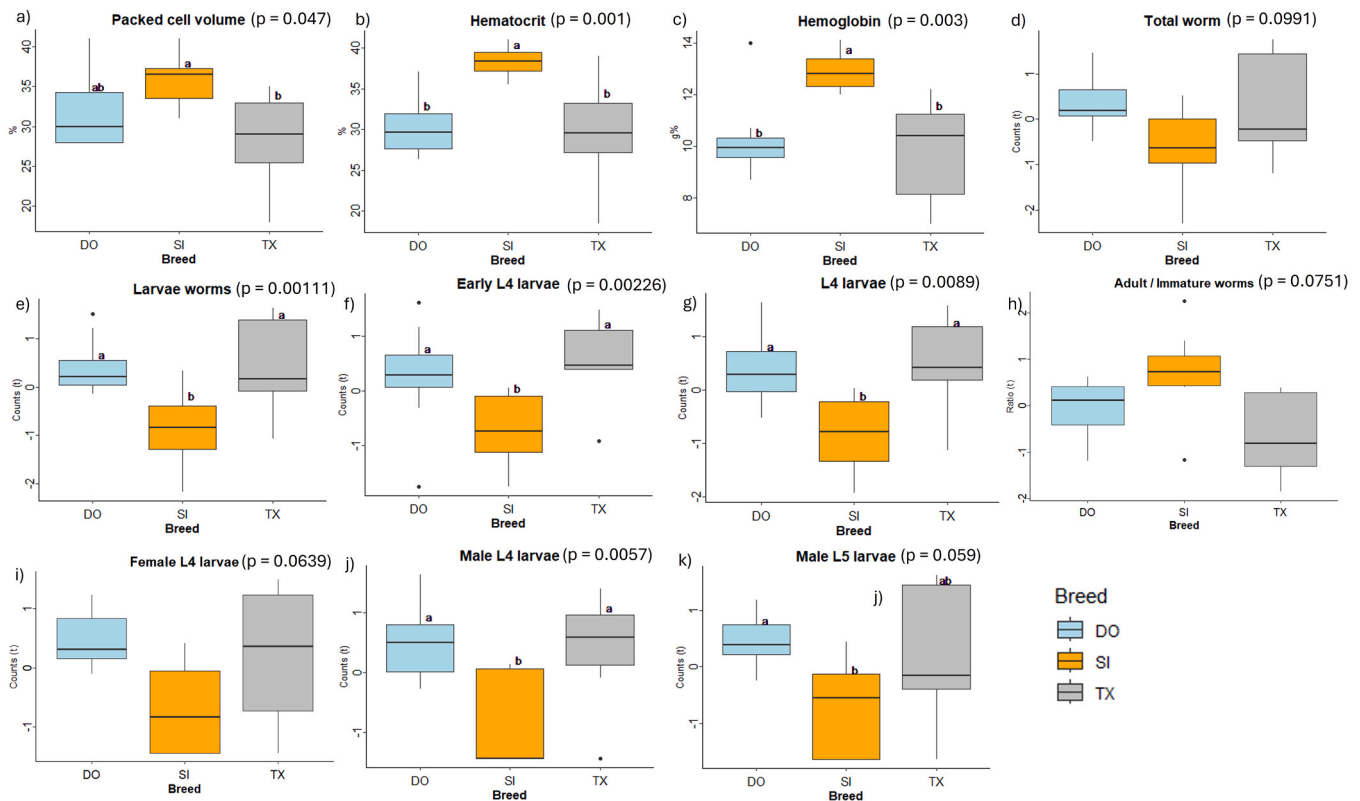 a) Packed cell volume (p = 0.047)
40
35
30
25
20
%
ab
a
b
DO SI TX
Breed
b) Hematocrit (p = 0.001)
40
35
30
25
20
%
b
a
b
DO SI TX
Breed
c) Hemoglobin (p = 0.003)
14
12
10
8
g%
b
a
b
DO SI TX
Breed
d) Total worm (p = 0.0991)
1
0
-1
-2
Counts (t)
DO SI TX
Breed
e) Larvae worms (p = 0.00111)
1
0
-1
-2
Counts (t)
a
b
a
DO SI TX
Breed
f) Early L4 larvae (p = 0.00226)
1
0
-1
Counts (t)
a
b
a
DO SI TX
Breed
g) L4 larvae (p = 0.0089)
1
0
-1
-2
Counts (t)
a
b
a
DO SI TX
Breed
h) Adult / Immature worms (p = 0.0751)
2
1
0
-1
-2
Ratio (t)
DO SI TX
Breed
i) Female L4 larvae (p = 0.0639)
1
0
-1
Counts (t)
DO SI TX
Breed
j) Male L4 larvae (p = 0.0057)
1
0
-1
Counts (t)
a
b
a
DO SI TX
Breed
k) Male L5 larvae (p = 0.059)
j)
1
0
-1
Counts (t)
a
b
ab
DO SI TX
Breed
Breed
DO
SI
TX